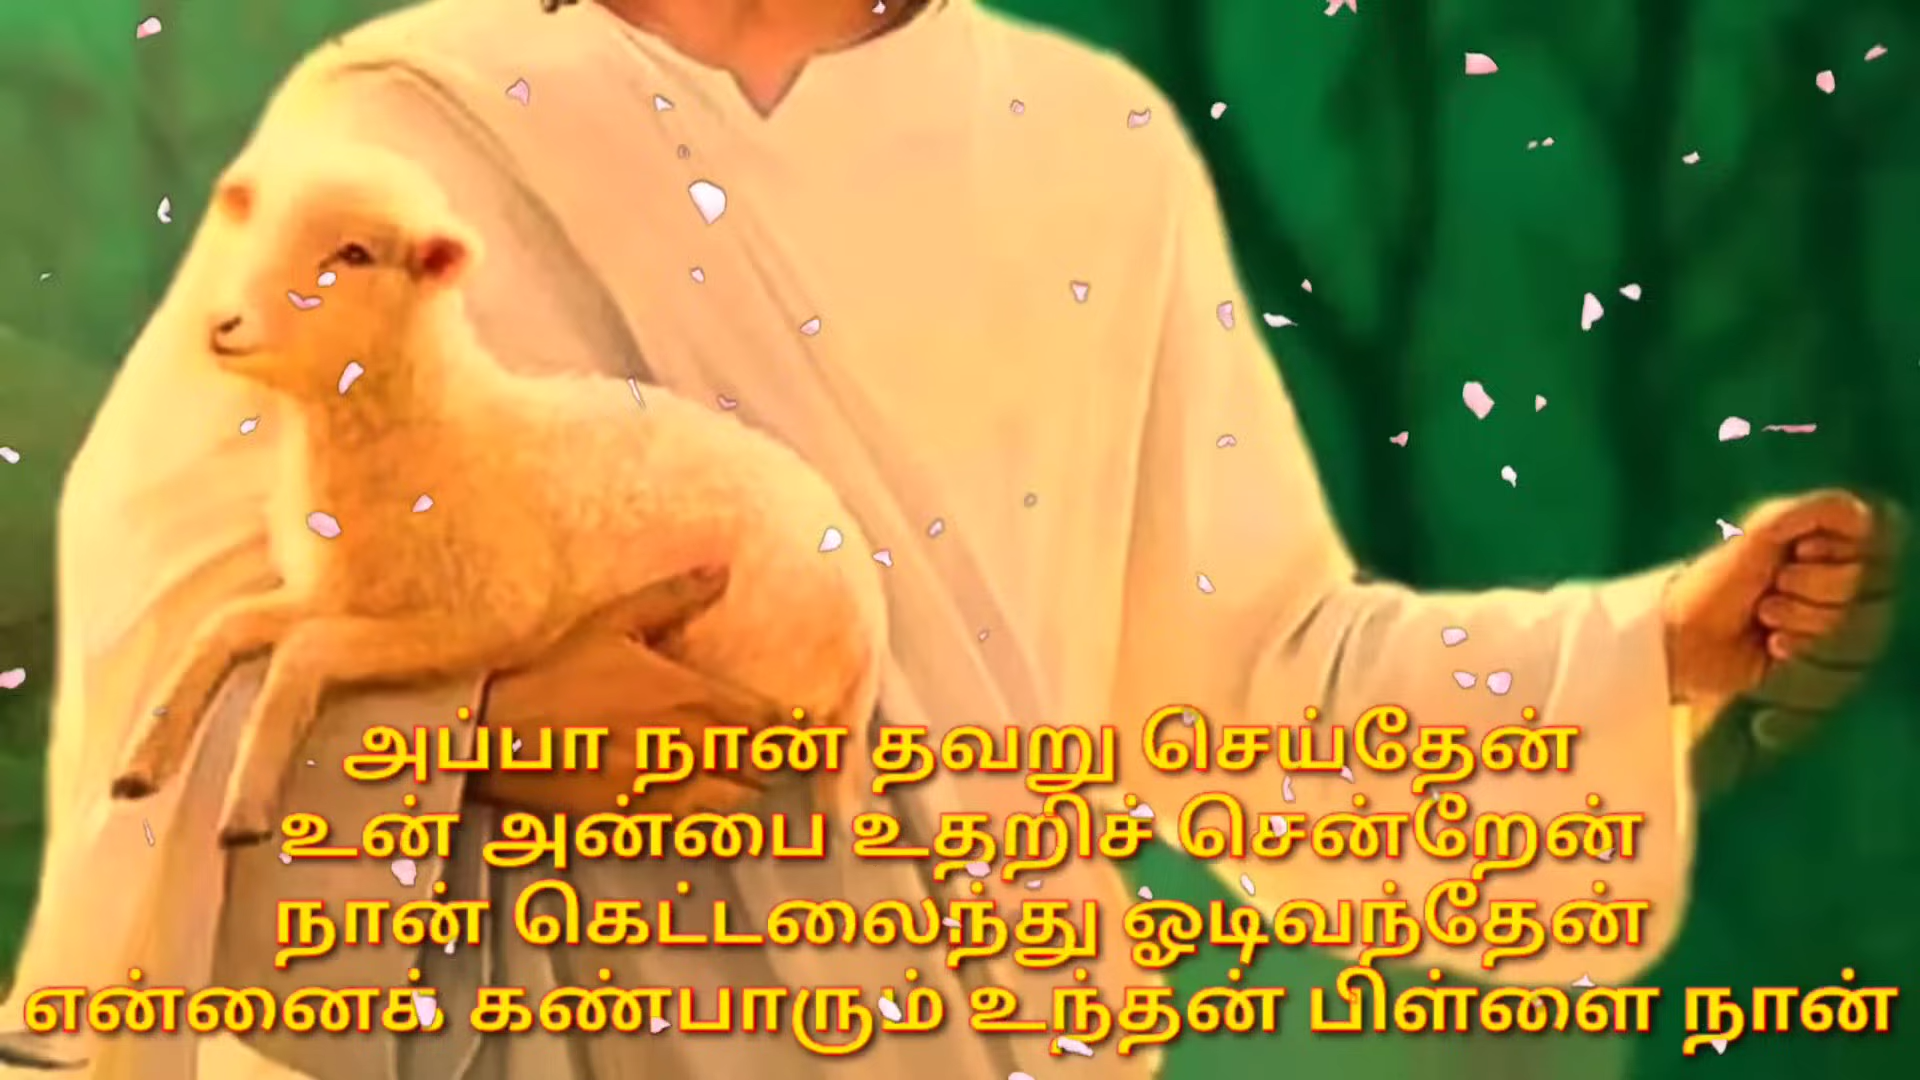 அப்பா நான் தவறு செய்தேன்
உன் அன்பை உதறிச் சென்றேன்
நான் கெட்டலைந்து ஓடிவந்தேன்
என்னைக் கண்பாரும் உந்தன் பிள்ளை நான்